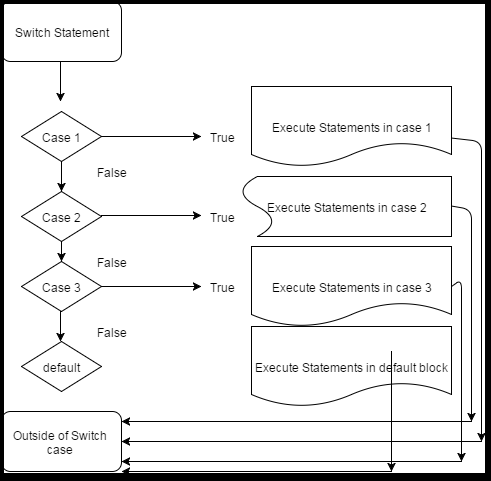 Switch Statement
Case 1
True
Execute Statements in case 1
False
Case 2
True
Execute Statements in case 2
False
Case 3
True
Execute Statements in case 3
False
default
Execute Statements in default block
Outside of Switch
case